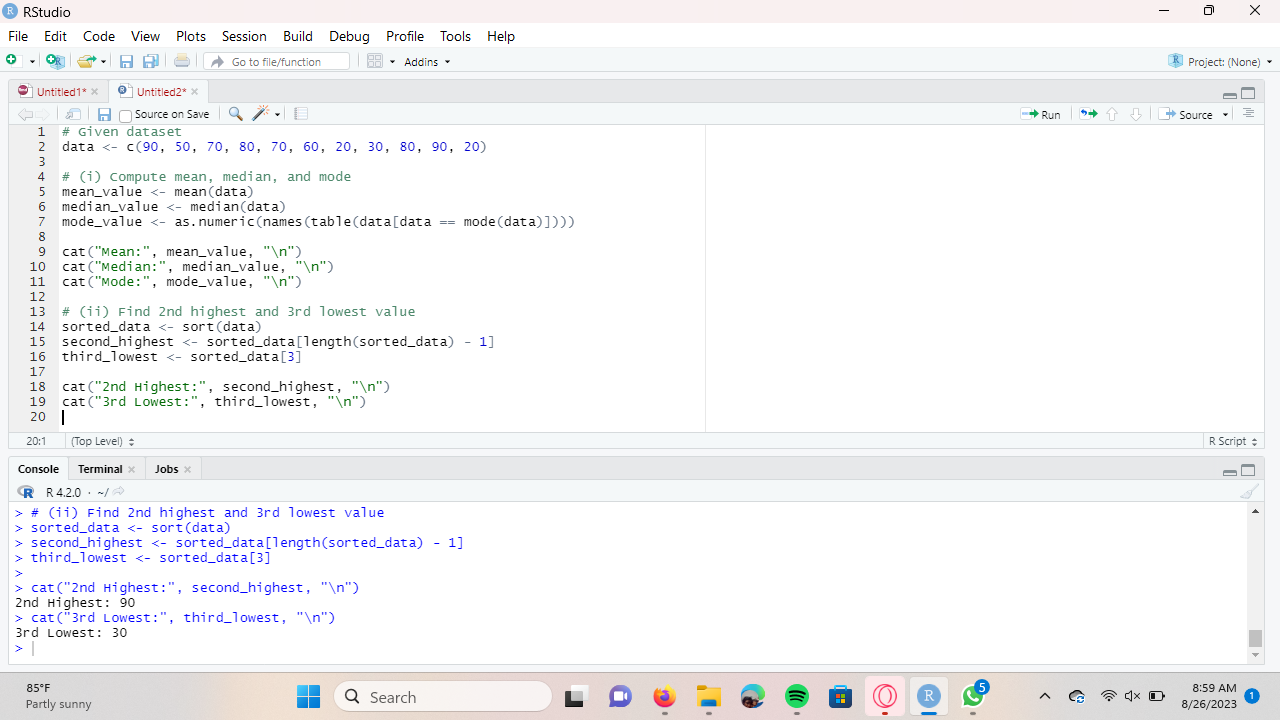 RStudio
File Edit Code View Plots Session Build Debug Profile Tools Help
Go to file/function Addins Project: (None)
Untitled1* Untitled2*
Source on Save Run Source
1 # Given dataset
2 data <- c(90, 50, 70, 80, 70, 60, 20, 30, 80, 90, 20)
3
4 # (i) Compute mean, median, and mode
5 mean_value <- mean(data)
6 median_value <- median(data)
7 mode_value <- as.numeric(names(table(data[data == mode(data)])))
8
9 cat("Mean:", mean_value, "\n")
10 cat("Median:", median_value, "\n")
11 cat("Mode:", mode_value, "\n")
12
13 # (ii) Find 2nd highest and 3rd lowest value
14 sorted_data <- sort(data)
15 second_highest <- sorted_data[length(sorted_data) - 1]
16 third_lowest <- sorted_data[3]
17
18 cat("2nd Highest:", second_highest, "\n")
19 cat("3rd Lowest:", third_lowest, "\n")
20
20:1 (Top Level) R Script
Console Terminal Jobs
R 4.2.0 · ~/
> # (ii) Find 2nd highest and 3rd lowest value
> sorted_data <- sort(data)
> second_highest <- sorted_data[length(sorted_data) - 1]
> third_lowest <- sorted_data[3]
>
> cat("2nd Highest:", second_highest, "\n")
2nd Highest: 90
> cat("3rd Lowest:", third_lowest, "\n")
3rd Lowest: 30
>
85°F
Partly sunny
Search
5
8:59 AM
8/26/2023
1